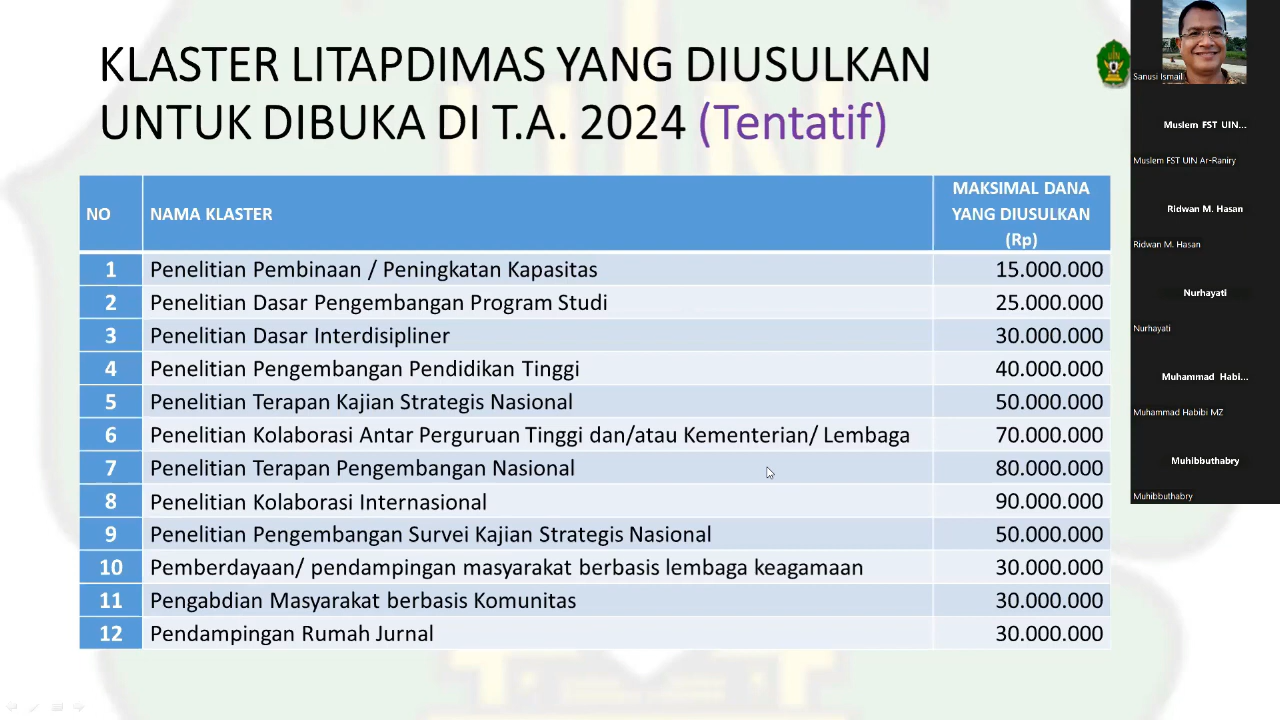 KLASTER LITAPDIMAS YANG DIUSULKAN
UNTUK DIBUKA DI T.A. 2024 (Tentatif)
NO NAMA KLASTER MAKSIMAL DANA
YANG DIUSULKAN
(Rp)
1 Penelitian Pembinaan / Peningkatan Kapasitas 15.000.000
2 Penelitian Dasar Pengembangan Program Studi 25.000.000
3 Penelitian Dasar Interdisipliner 30.000.000
4 Penelitian Pengembangan Pendidikan Tinggi 40.000.000
5 Penelitian Terapan Kajian Strategis Nasional 50.000.000
6 Penelitian Kolaborasi Antar Perguruan Tinggi dan/atau Kementerian/ Lembaga 70.000.000
7 Penelitian Terapan Pengembangan Nasional 80.000.000
8 Penelitian Kolaborasi Internasional 90.000.000
9 Penelitian Pengembangan Survei Kajian Strategis Nasional 50.000.000
10 Pemberdayaan/ pendampingan masyarakat berbasis lembaga keagamaan 30.000.000
11 Pengabdian Masyarakat berbasis Komunitas 30.000.000
12 Pendampingan Rumah Jurnal 30.000.000
Sanusi Ismail
Muslem FST UIN...
Muslem FST UIN Ar-Raniry
Ridwan M. Hasan
Ridwan M. Hasan
Nurhayati
Nurhayati
Muhammad Habi...
Muhammad Habibi MZ
Muhibbuthabry
Muhibbuthabry